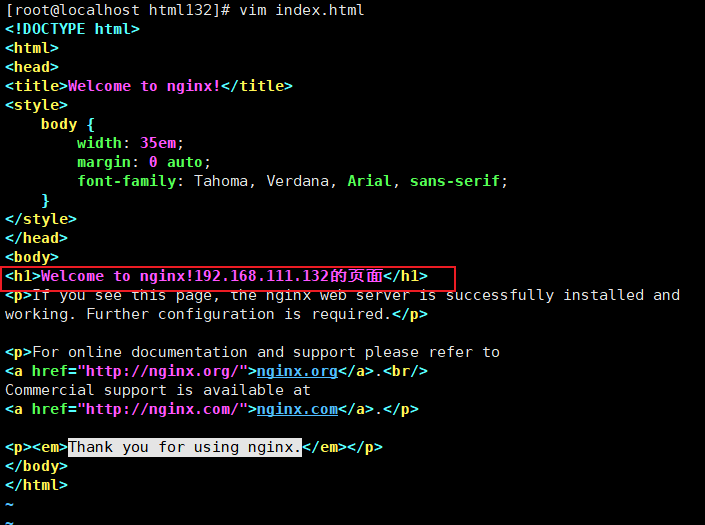 [root@localhost html132]# vim index.html
<!DOCTYPE html>
<html>
<head>
<title>Welcome to nginx!</title>
<style>
    body {
        width: 35em;
        margin: 0 auto;
        font-family: Tahoma, Verdana, Arial, sans-serif;
    }
</style>
</head>
<body>
<h1>Welcome to nginx!192.168.111.132的页面</h1>
<p>If you see this page, the nginx web server is successfully installed and
working. Further configuration is required.</p>

<p>For online documentation and support please refer to
<a href="http://nginx.org/">nginx.org</a>.<br/>
Commercial support is available at
<a href="http://nginx.com/">nginx.com</a>.</p>

<p><em>Thank you for using nginx.</em></p>
</body>
</html>
~
~